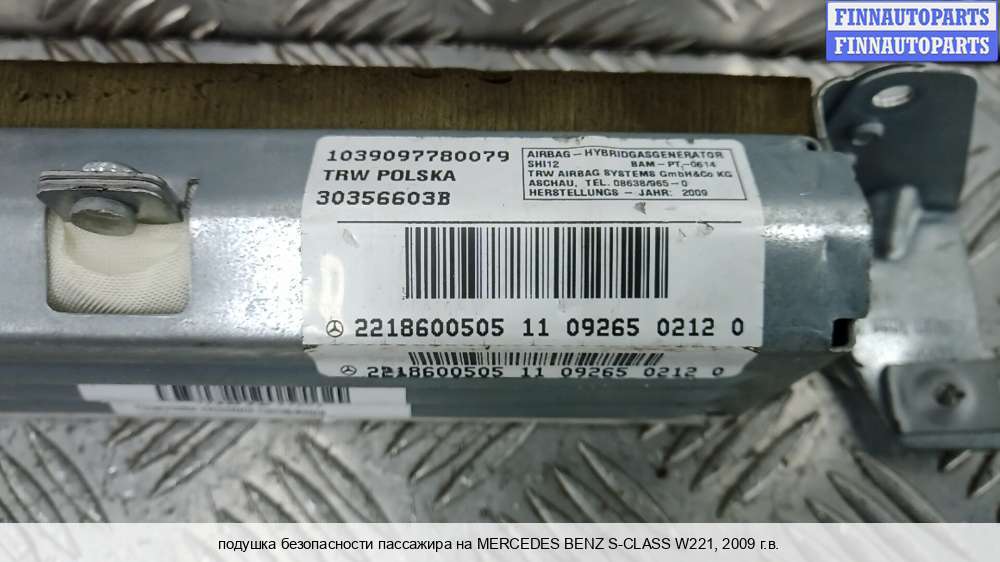 FINNAUTOPARTS
FINNAUTOPARTS
1039097780079
TRW POLSKA
30356603B
AIRBAG - HYBRIDGASGENERATOR
SHI12 BAM - PT,-0614
TRW AIRBAG SYSTEMS GmbH&Co KG
ASCHAU, TEL. 08638/965-0
HERSTELLUNGS - JAHR: 2009
2218600505 11 09265 0212 0
2218600505 11 09265 0212 0
подушка безопасности пассажира на MERCEDES BENZ S-CLASS W221, 2009 г.в.